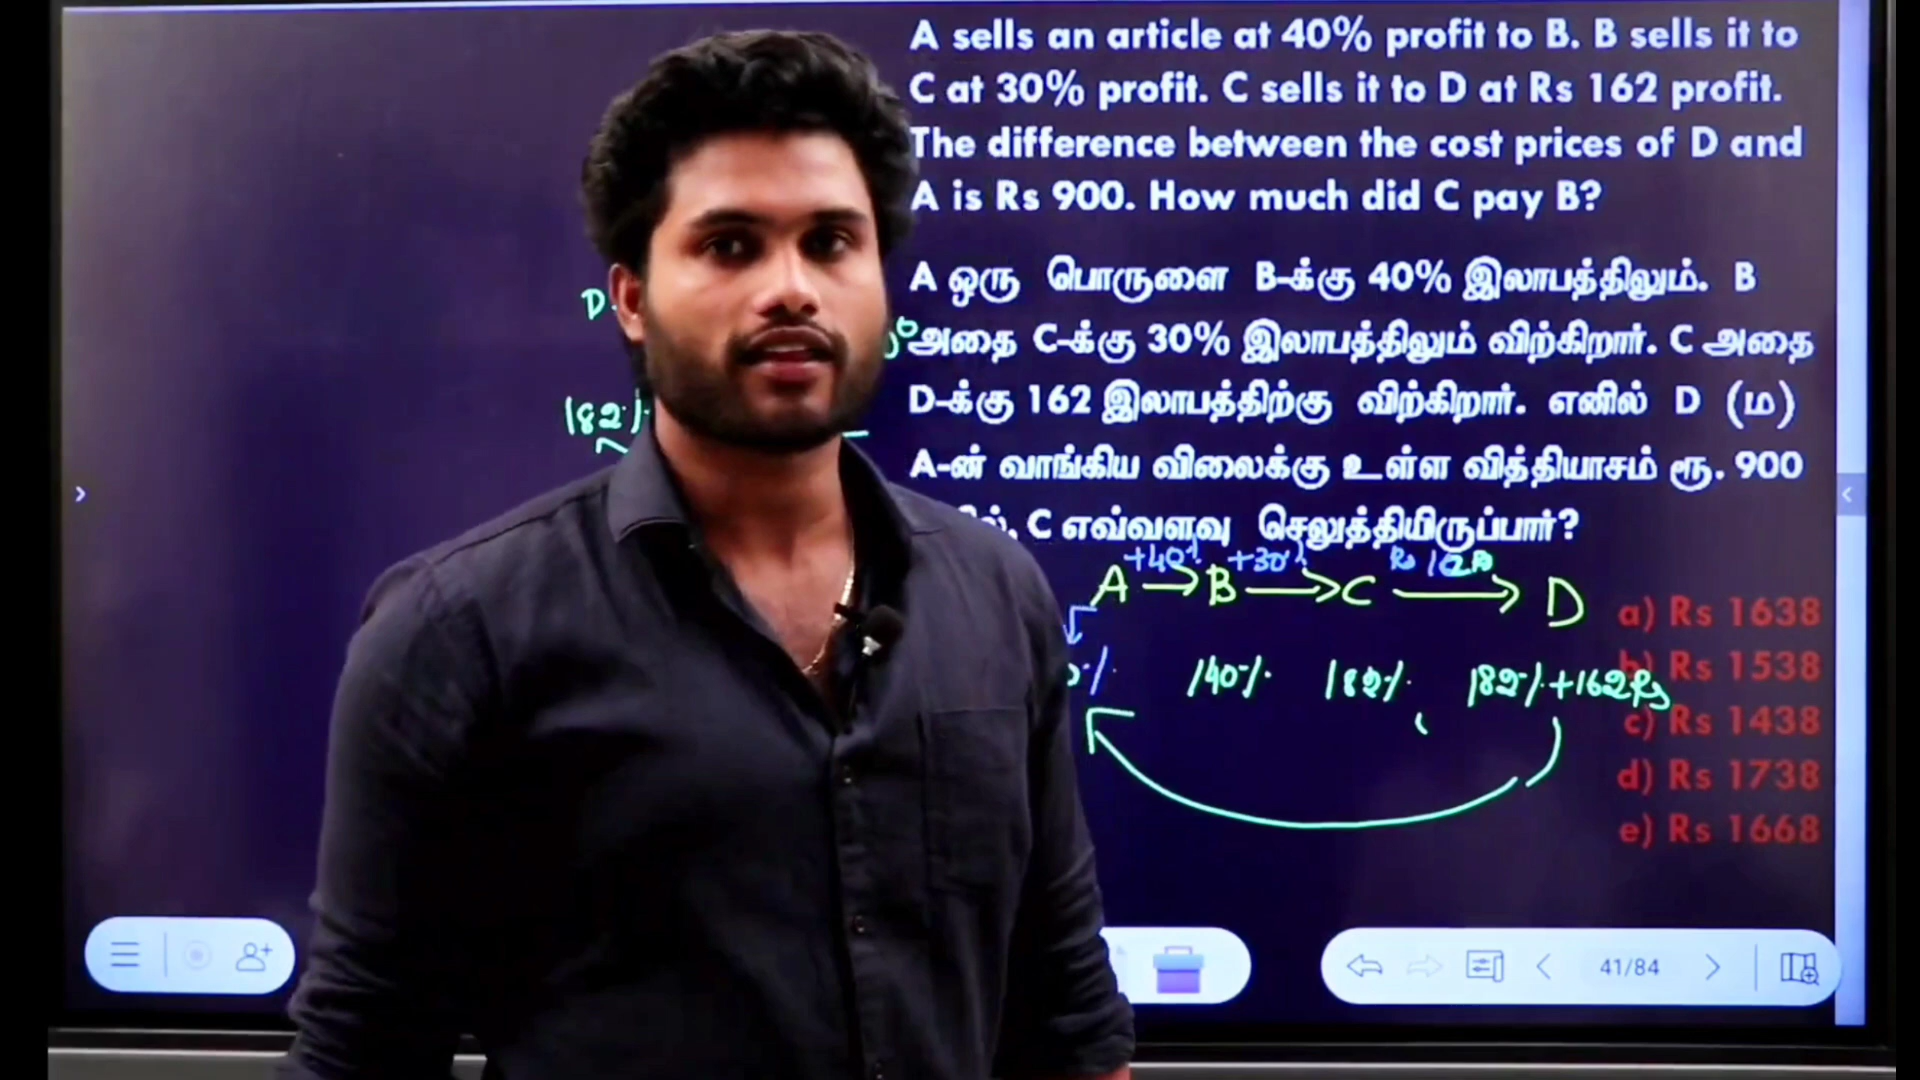 A sells an article at 40% profit to B. B sells it to
C at 30% profit. C sells it to D at Rs 162 profit.
The difference between the cost prices of D and
A is Rs 900. How much did C pay B?
A ஒரு பொருளை B-க்கு 40% இலாபத்திலும். B
அதை C-க்கு 30% இலாபத்திலும் விற்கிறார். C அதை
D-க்கு 162 இலாபத்திற்கு விற்கிறார். எனில் D (ம)
A-ன் வாங்கிய விலைக்கு உள்ள வித்தியாசம் ரூ. 900
C எவ்வளவு செலுத்தியிருப்பார்?
D
182%
+40% +30%
A → B → C → D
140% 182% 182% + 162Rs
a) Rs 1638
b) Rs 1538
c) Rs 1438
d) Rs 1738
e) Rs 1668
41/84